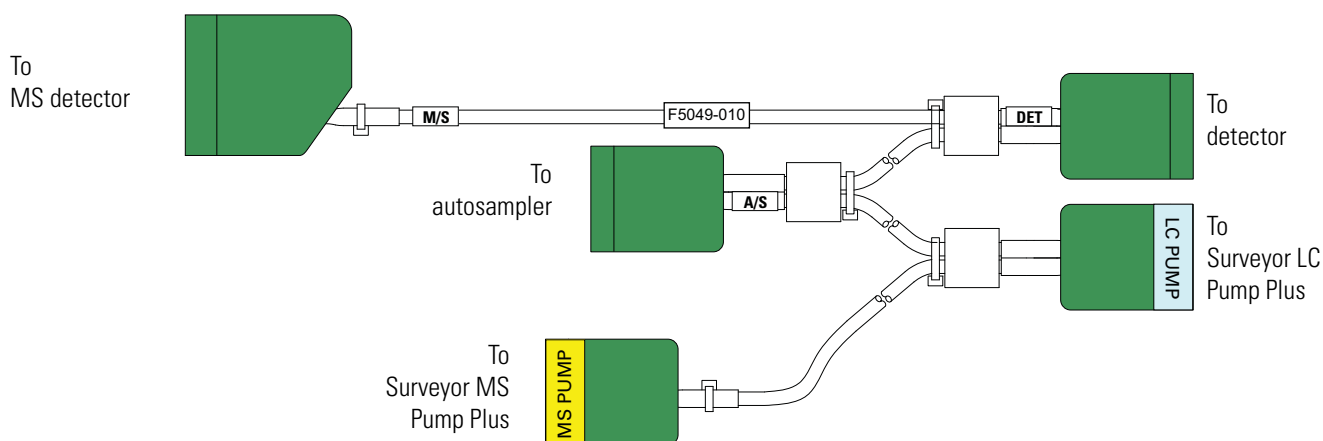 To
MS detector
M/S
F5049-010
DET
To
detector
To
autosampler
A/S
LC PUMP
To
Surveyor LC
Pump Plus
To
Surveyor MS
Pump Plus
MS PUMP